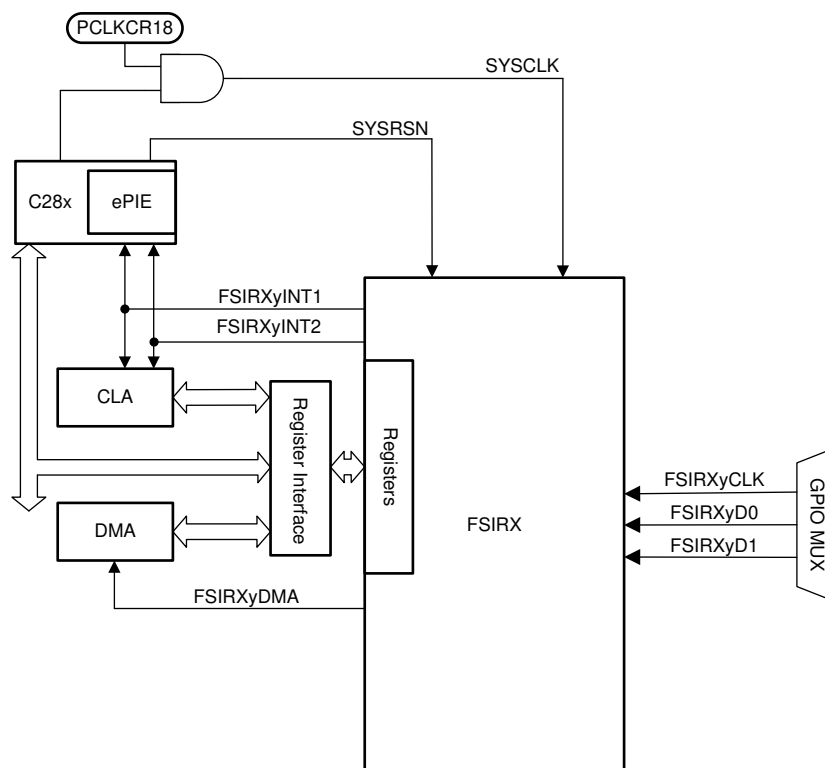 PCLKCR18
SYSCLK
SYSRSN
C28x
ePIE
FSIRXyINT1
FSIRXyINT2
CLA
Register Interface
Registers
FSIRXyCLK
FSIRXyD0
FSIRXyD1
GPIO MUX
FSIRX
DMA
FSIRXyDMA